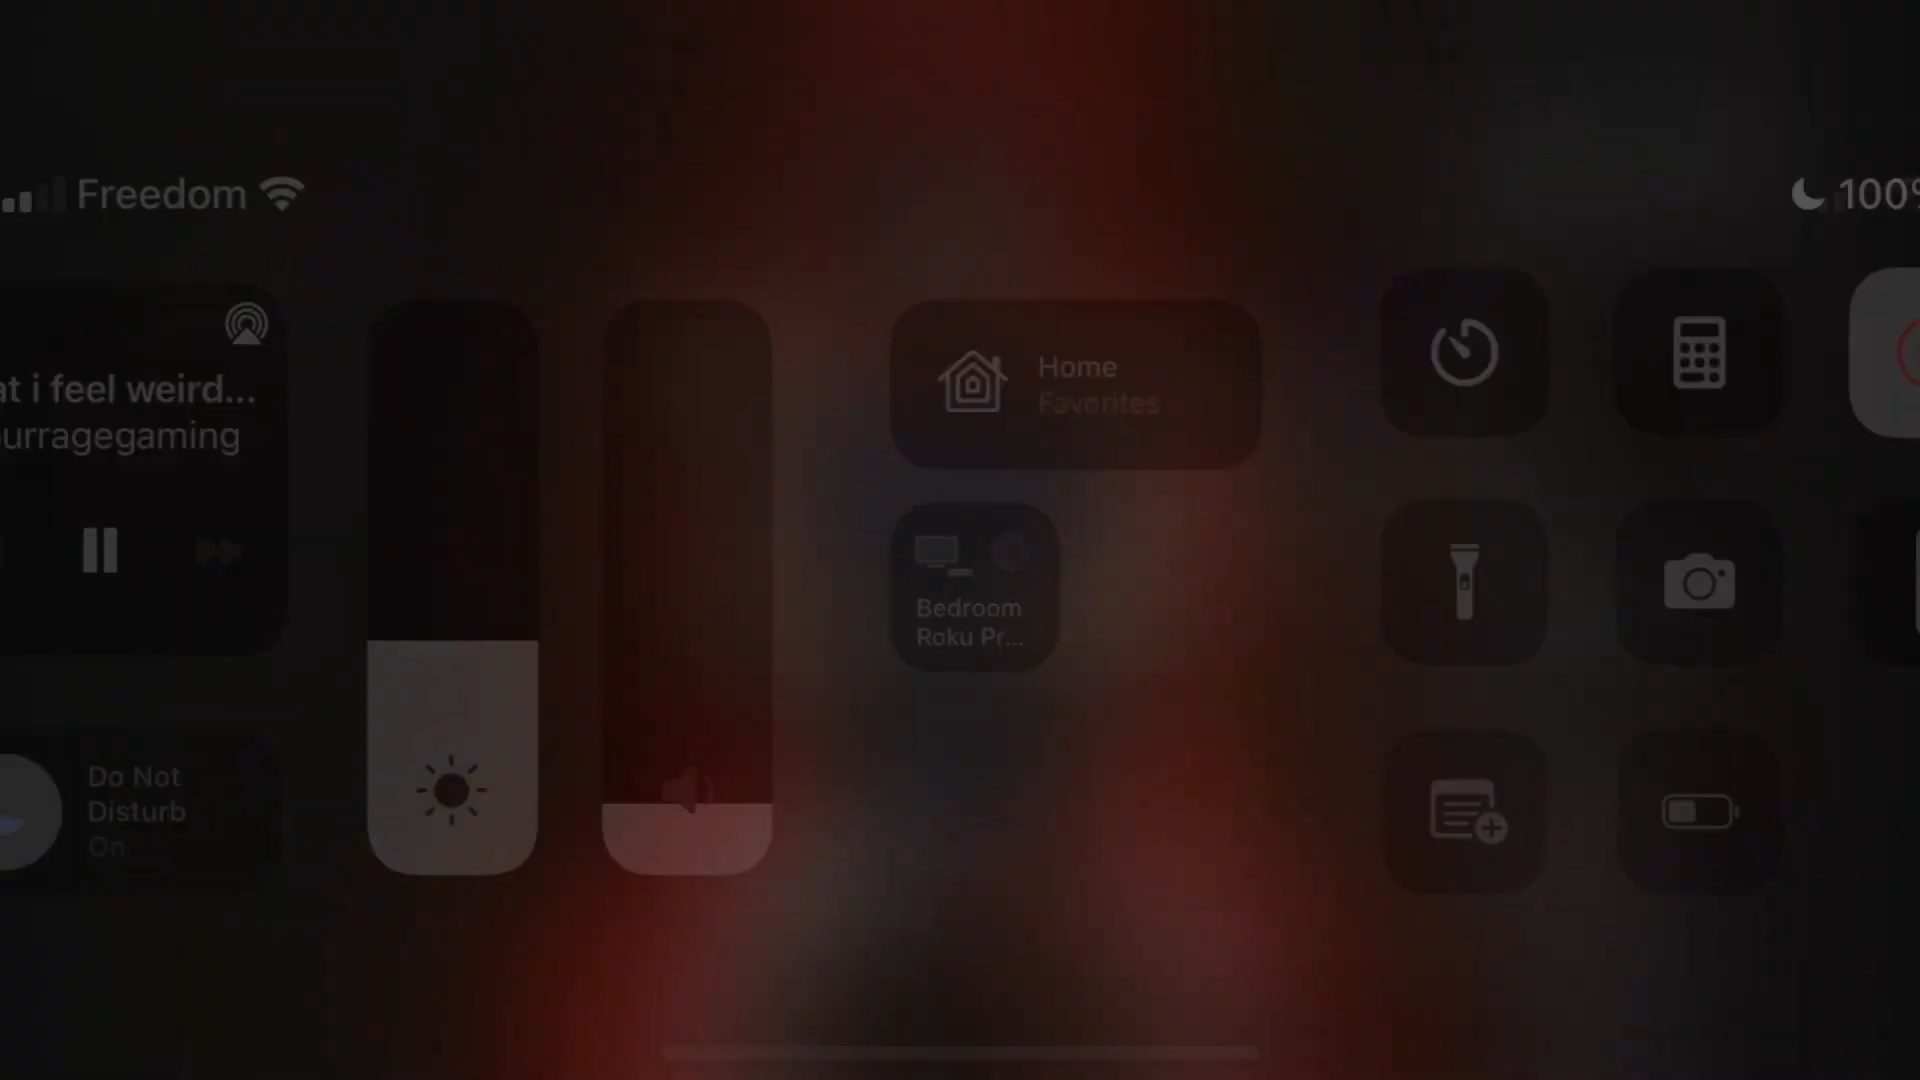 Freedom
100%
at i feel weird...
urragegaming
Home
Favorites
Bedroom
Roku Pr...
Do Not
Disturb
On